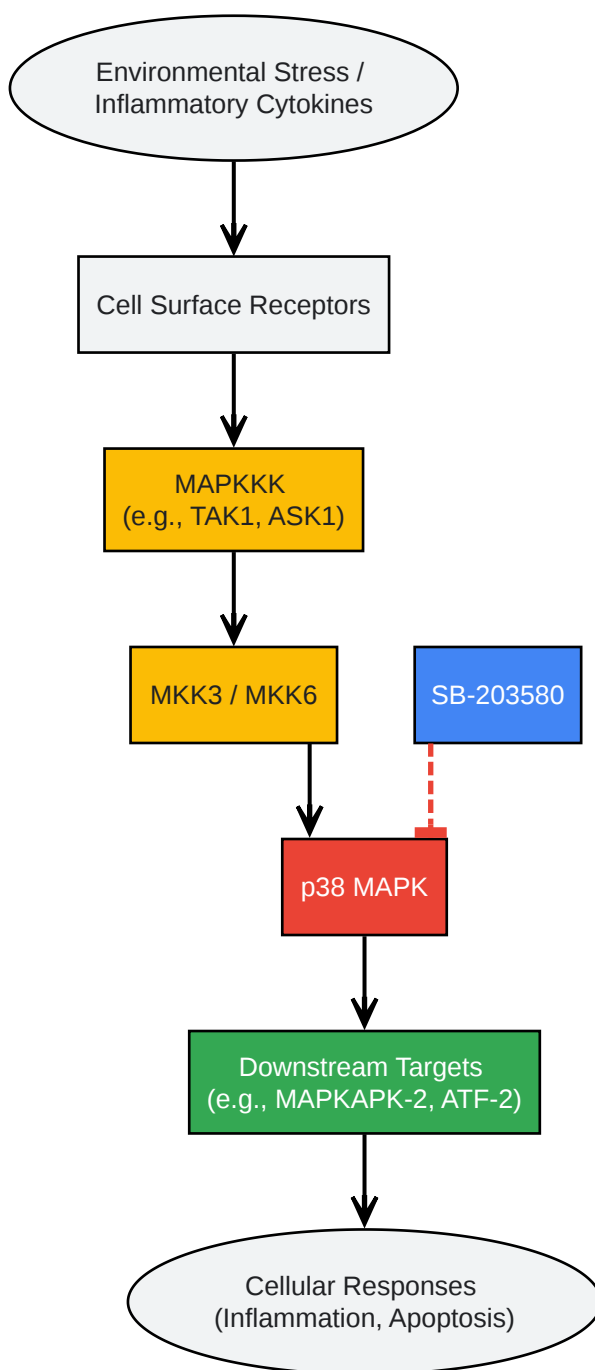 Environmental Stress /
Inflammatory Cytokines
Cell Surface Receptors
MAPKKK
(e.g., TAK1, ASK1)
MKK3 / MKK6
SB-203580
p38 MAPK
Downstream Targets
(e.g., MAPKAPK-2, ATF-2)
Cellular Responses
(Inflammation, Apoptosis)